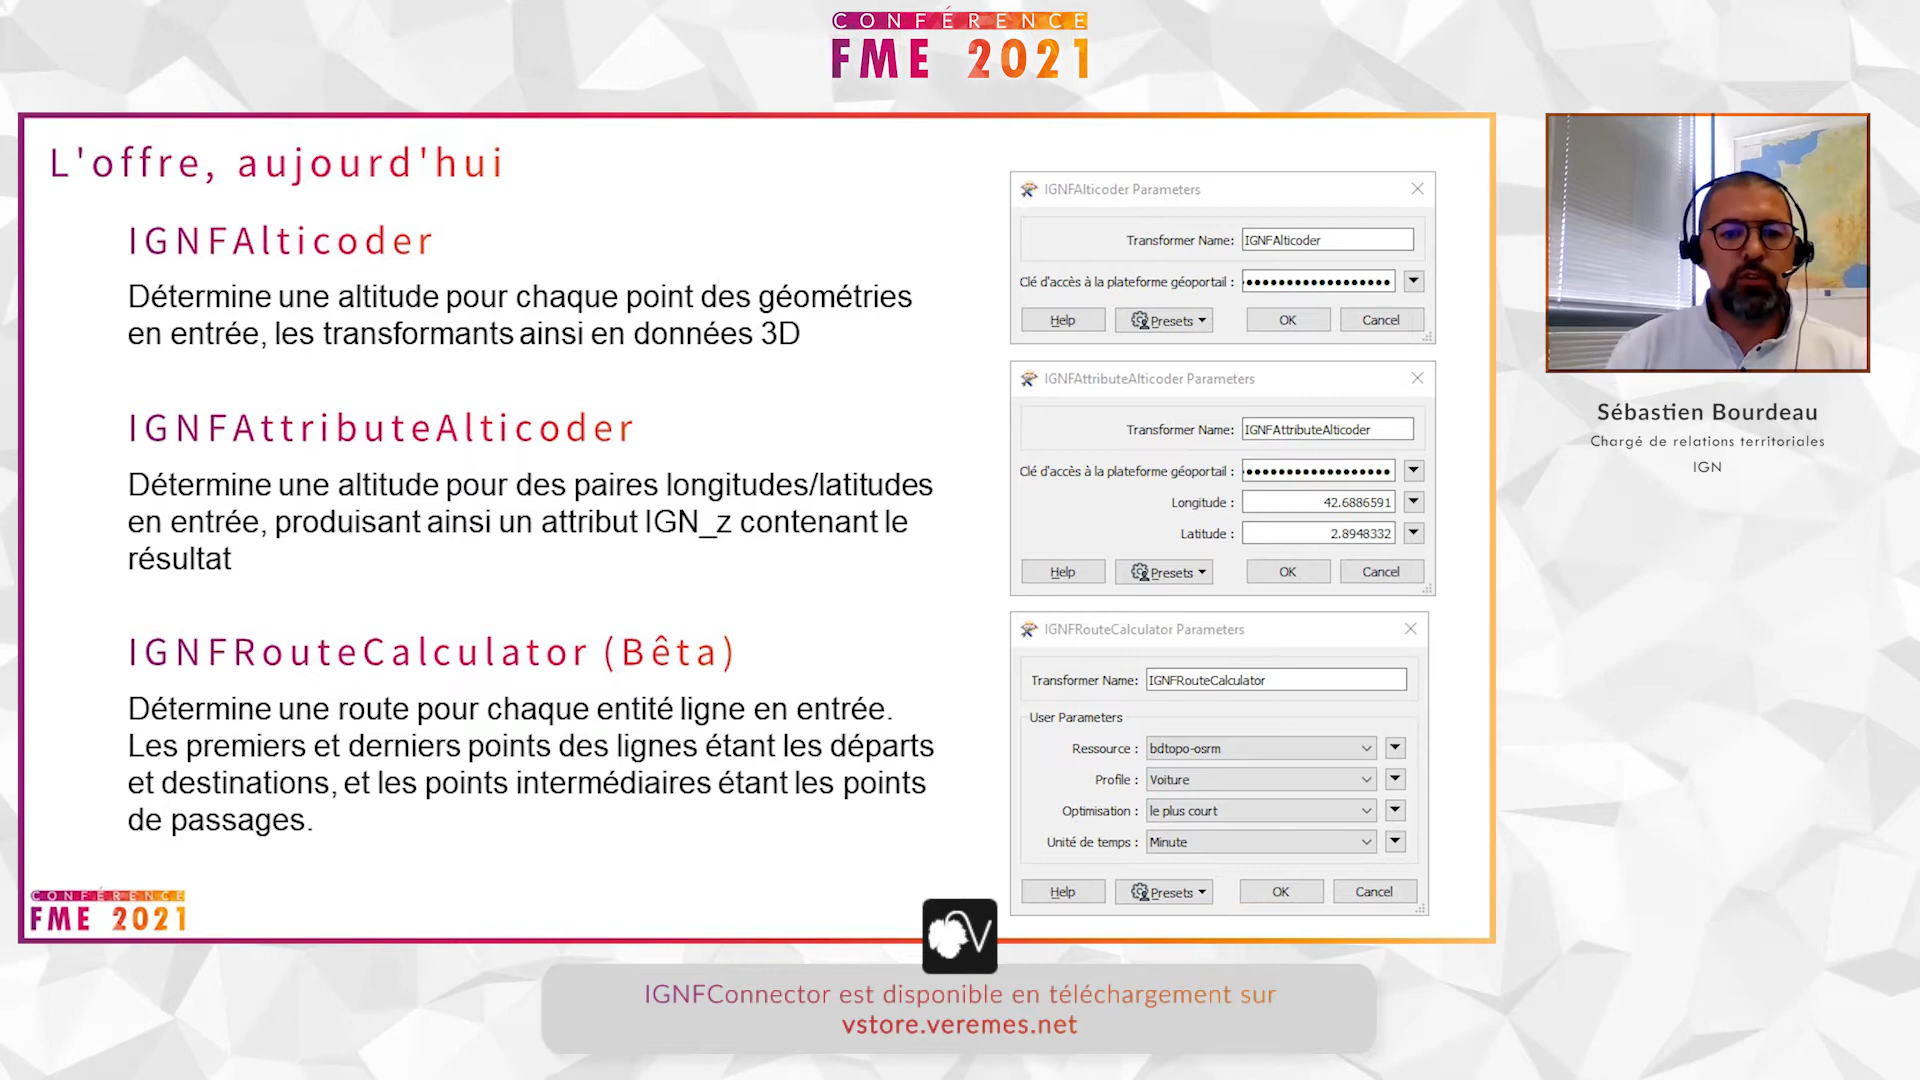 CONFÉRENCE
FME 2021
L'offre, aujourd'hui
IGNFAlticoder
Détermine une altitude pour chaque point des géométries
en entrée, les transformants ainsi en données 3D
IGNFAttributeAlticoder
Détermine une altitude pour des paires longitudes/latitudes
en entrée, produisant ainsi un attribut IGN_z contenant le
résultat
IGNFRouteCalculator (Bêta)
Détermine une route pour chaque entité ligne en entrée.
Les premiers et derniers points des lignes étant les départs
et destinations, et les points intermédiaires étant les points
de passages.
CONFÉRENCE
FME 2021
IGNFAlticoder Parameters
Transformer Name: IGNFAlticoder
Clé d'accès à la plateforme géoportail : ••••••••••••••••••
Help Presets OK Cancel
IGNFAttributeAlticoder Parameters
Transformer Name: IGNFAttributeAlticoder
Clé d'accès à la plateforme géoportail : ••••••••••••••••••
Longitude : 42.6886591
Latitude : 2.8948332
Help Presets OK Cancel
IGNFRouteCalculator Parameters
Transformer Name: IGNFRouteCalculator
User Parameters
Ressource : bdtopo-osrm
Profile : Voiture
Optimisation : le plus court
Unité de temps : Minute
Help Presets OK Cancel
Sébastien Bourdeau
Chargé de relations territoriales
IGN
V
IGNFConnector est disponible en téléchargement sur
vstore.veremes.net